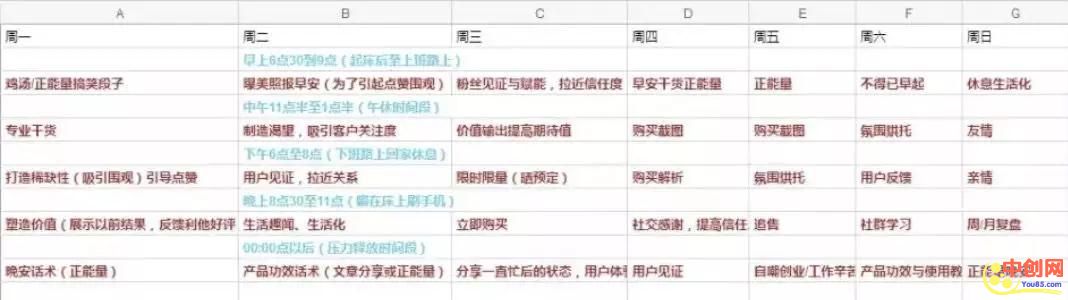 A B C D E F G
周一 周二 周三 周四 周五 周六 周日
早上6点30到9点（起床后至上班路上）
鸡汤/正能量搞笑段子 曝美照报早安（为了引起点赞围观） 粉丝见证与赋能，拉近信任度 早安干货正能量 正能量 不得已早起 休息生活化
中午11点半至1点半（午休时间段）
专业干货 制造渴望，吸引客户关注度 价值输出提高期待值 购买截图 购买截图 氛围烘托 友情
下午6点至8点（下班路上回家休息）
打造稀缺性（吸引围观）引导点赞 用户见证，拉近关系 限时限量（晒预定） 购买解析 氛围烘托 用户反馈 亲情
晚上8点30至11点（躺在床上刷手机）
塑造价值（展示以前结果，反馈利他好评 生活趣闻、生活化 立即购买 社交感谢，提高信任 追售 社群学习 周/月复盘
00:00点以后（压力释放时间段）
晚安话术（正能量） 产品功效话术（文章分享或正能量） 分享一直忙后的状态，用户体 用户见证 自嘲创业/工作辛苦 产品功效与使用教 正能
中创网
You85.com